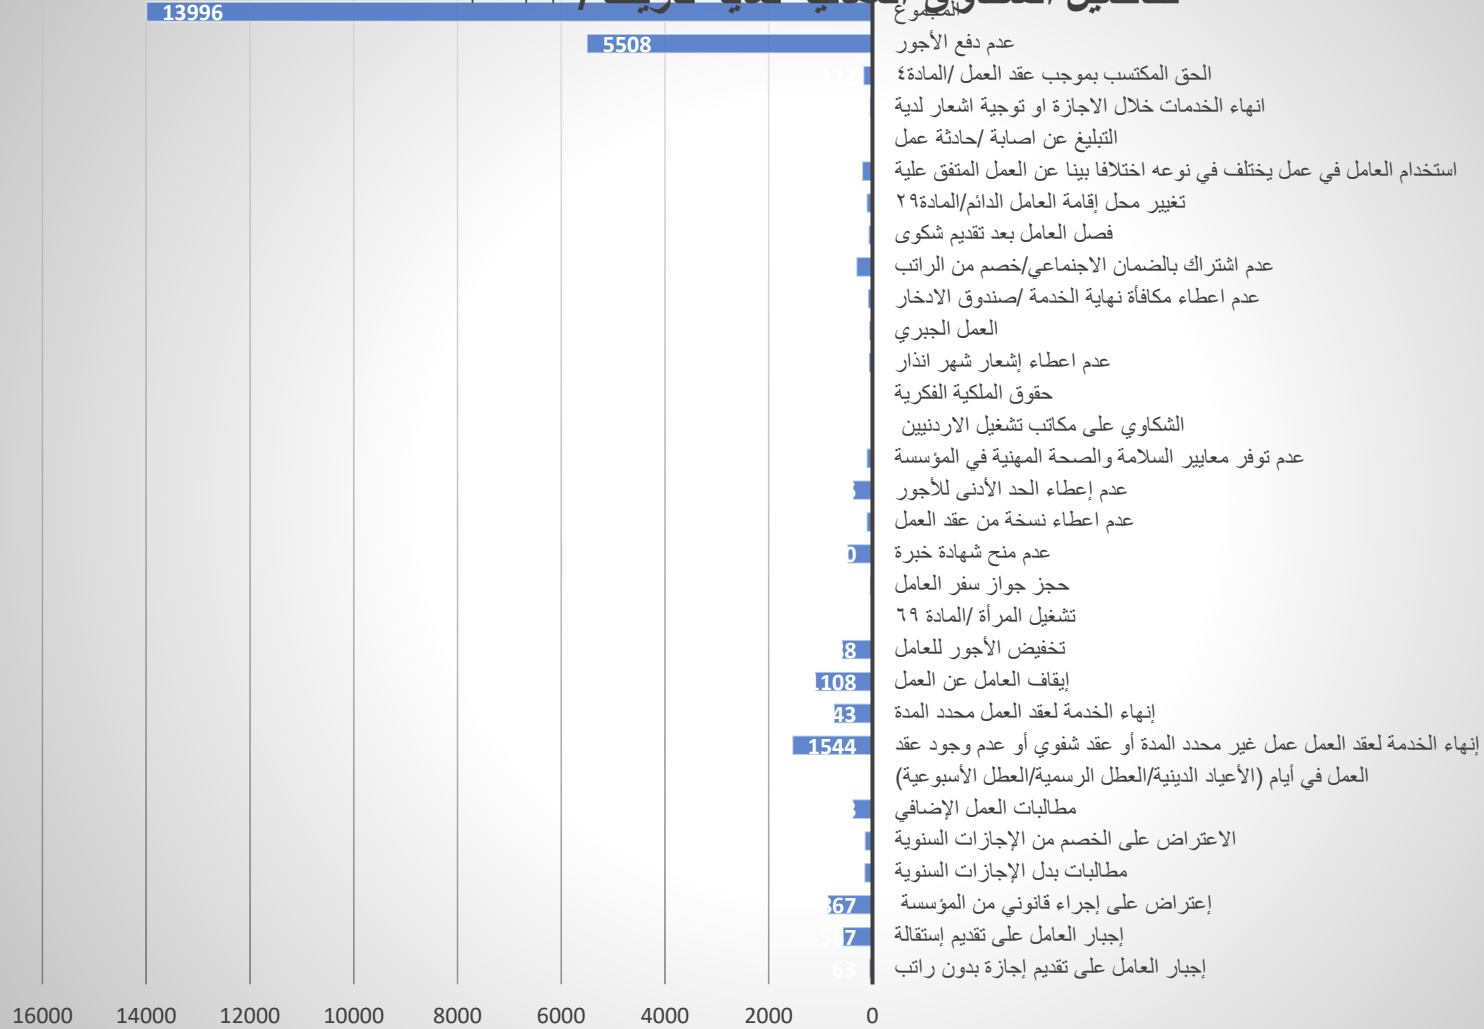 المجموع
13996
عدم دفع الأجور
5508
الحق المكتسب بموجب عقد العمل /المادة٤
انهاء الخدمات خلال الاجازة او توجية اشعار لدية
التبليغ عن اصابة /حادثة عمل
استخدام العامل في عمل يختلف في نوعه اختلافا بينا عن العمل المتفق علية
تغيير محل إقامة العامل الدائم/المادة٢٩
فصل العامل بعد تقديم شكوى
عدم اشتراك بالضمان الاجنماعي/خصم من الراتب
عدم اعطاء مكافأة نهاية الخدمة /صندوق الادخار
العمل الجبري
عدم اعطاء إشعار شهر انذار
حقوق الملكية الفكرية
الشكاوي على مكاتب تشغيل الاردنيين
عدم توفر معايير السلامة والصحة المهنية في المؤسسة
عدم إعطاء الحد الأدنى للأجور
عدم اعطاء نسخة من عقد العمل
عدم منح شهادة خبرة
حجز جواز سفر العامل
تشغيل المرأة /المادة ٦٩
تخفيض الأجور للعامل
إيقاف العامل عن العمل
1108
إنهاء الخدمة لعقد العمل محدد المدة
إنهاء الخدمة لعقد العمل عمل غير محدد المدة أو عقد شفوي أو عدم وجود عقد
1544
العمل في أيام (الأعياد الدينية/العطل الرسمية/العطل الأسبوعية)
مطالبات العمل الإضافي
الاعتراض على الخصم من الإجازات السنوية
مطالبات بدل الإجازات السنوية
إعتراض على إجراء قانوني من المؤسسة
867
إجبار العامل على تقديم إستقالة
567
إجبار العامل على تقديم إجازة بدون راتب
63
16000 14000 12000 10000 8000 6000 4000 2000 0